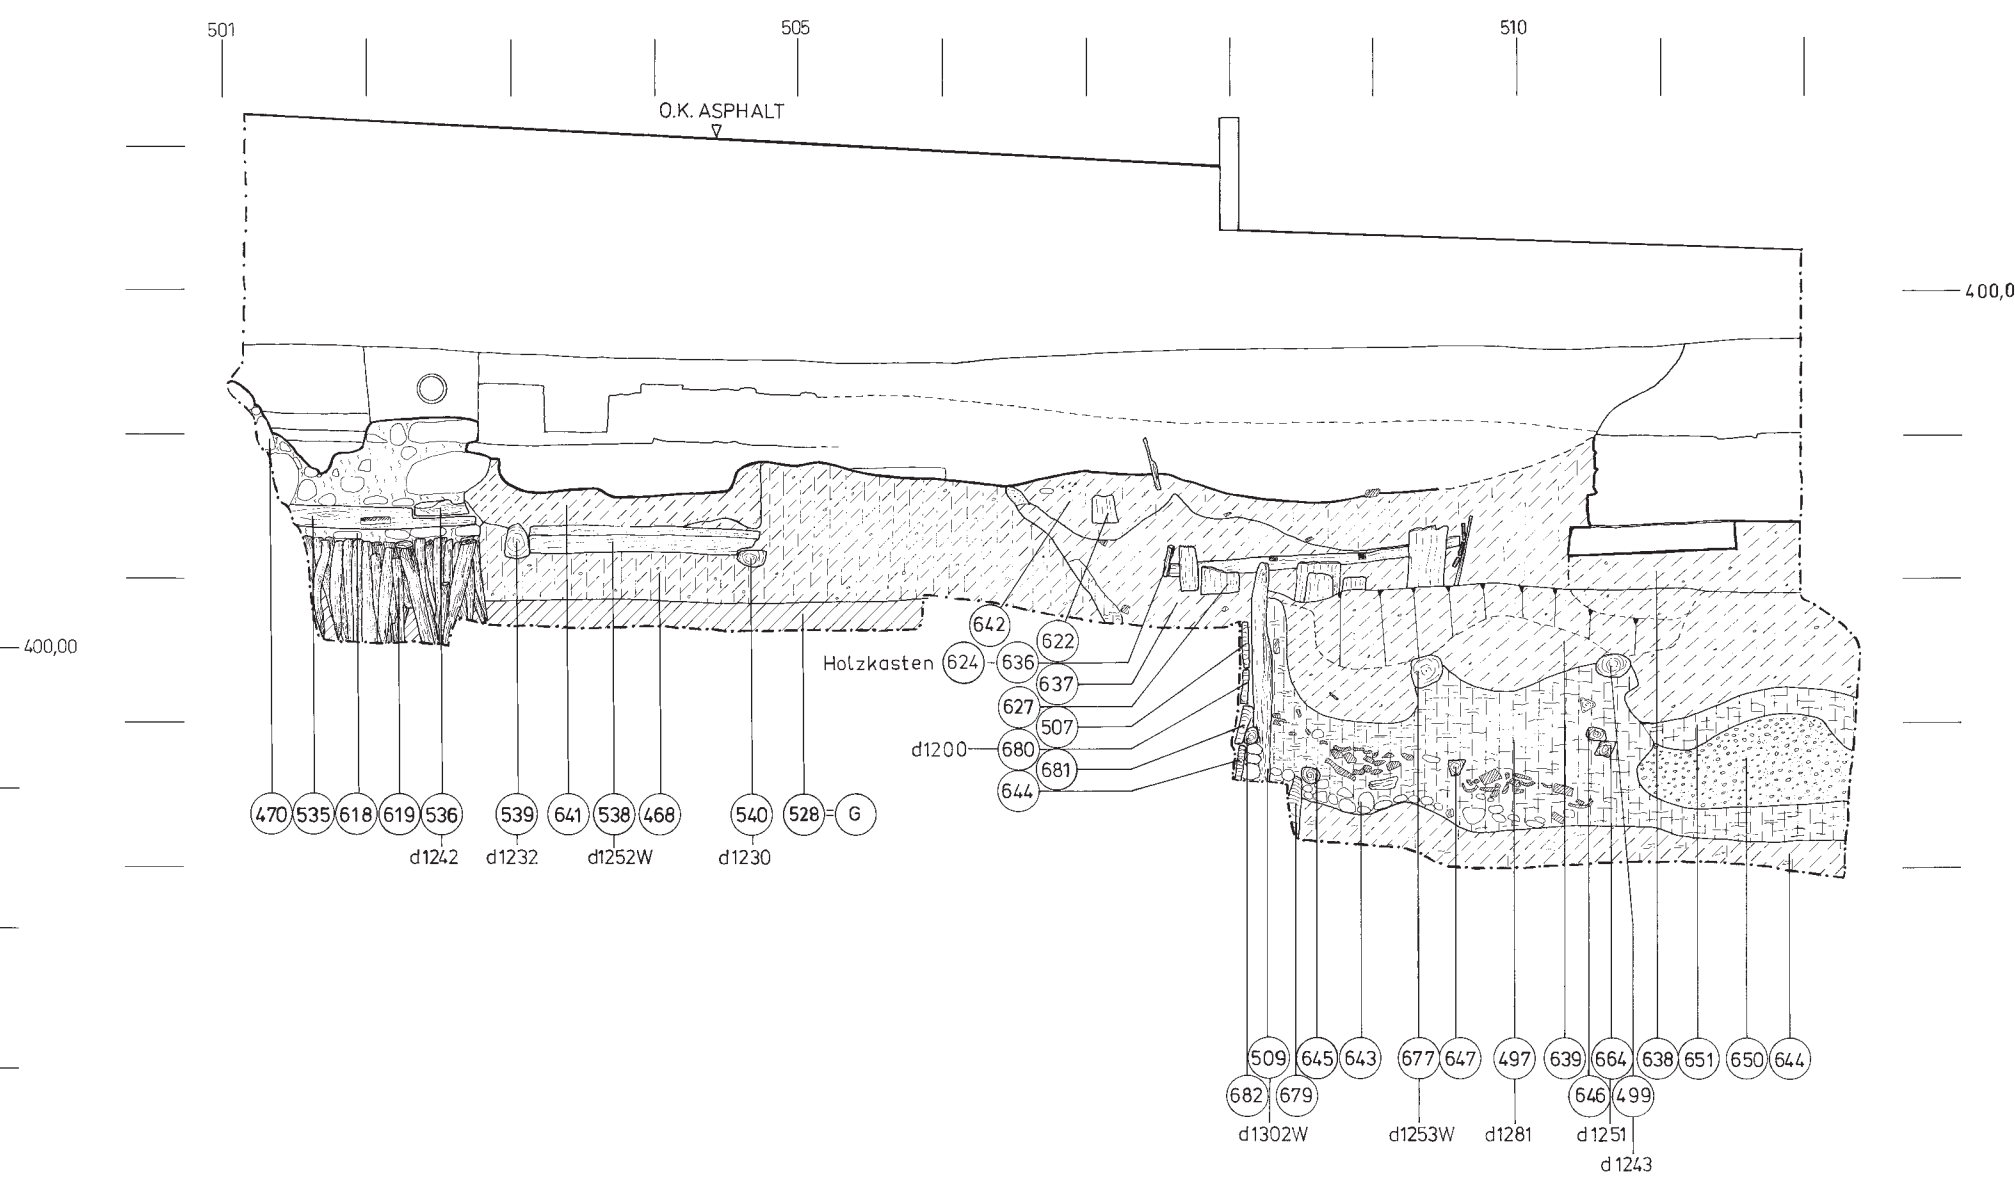 501 505 510
O.K. ASPHALT
400,0
400,00
642
622
Holzkasten 624 - 636
637
627
507
d1200 680
681
644
470 535 618 619 536 539 641 538 468 540 528 = G
d1242 d1232 d1252W d1230
509 645 643 677 647 497 639 664 638 651 650 644
682 679 646 499
d1302W d1253W d1281 d1251
d1243